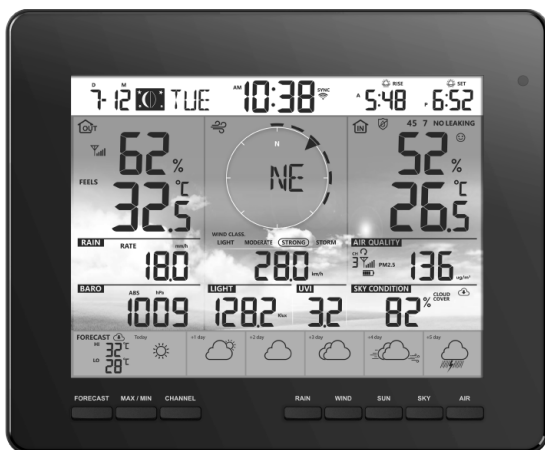 D M
7- 12 TUE AM 10:38 SYNC A RISE 5:48 P SET 6:52
OUT
62 %
FEELS 32.5 °C
N
NE
WIND CLASS.
LIGHT MODERATE STRONG STORM
28.0 km/h
IN 45 7 NO LEAKING
52 %
26.5 °C
RAIN RATE mm/h
18.0
AIR QUALITY
CH 3 PM2.5 136 ug/m³
BARO ABS hPa
1009
LIGHT
128.2 Klux
UVI
3.2
SKY CONDITION
82 % CLOUD COVER
FORECAST Today +1 day +2 day +3 day +4 day +5 day
HI 32°C
LO 28°C
FORECAST MAX / MIN CHANNEL RAIN WIND SUN SKY AIR